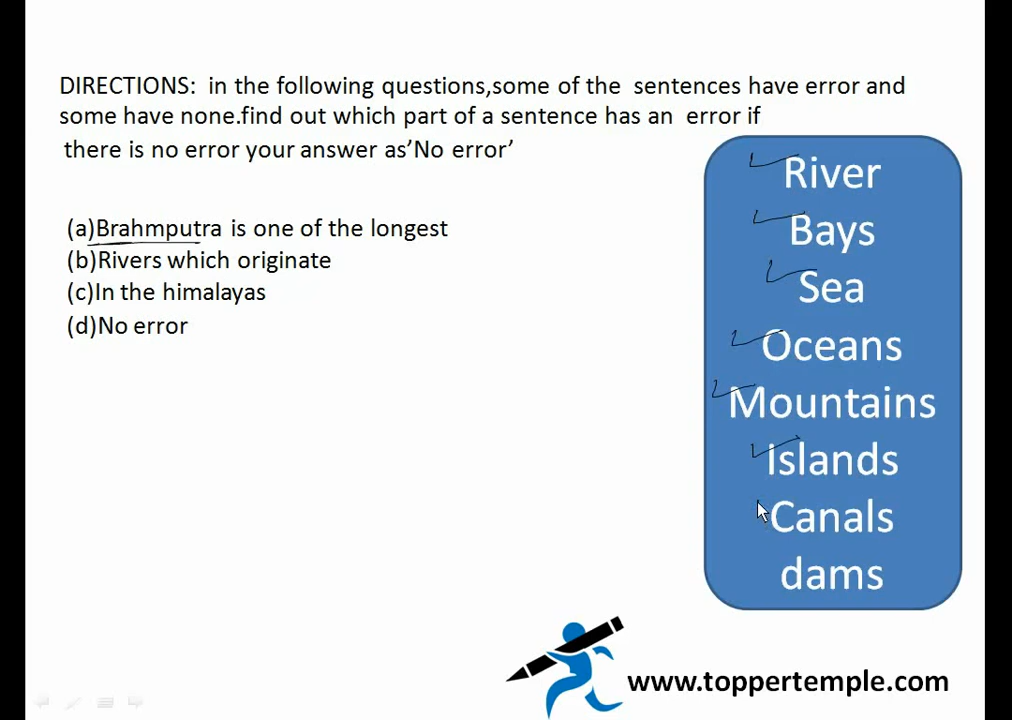 DIRECTIONS: in the following questions,some of the sentences have error and
some have none.find out which part of a sentence has an error if
there is no error your answer as’No error’
(a)Brahmputra is one of the longest
(b)Rivers which originate
(c)In the himalayas
(d)No error
River
Bays
Sea
Oceans
Mountains
Islands
Canals
dams
www.toppertemple.com